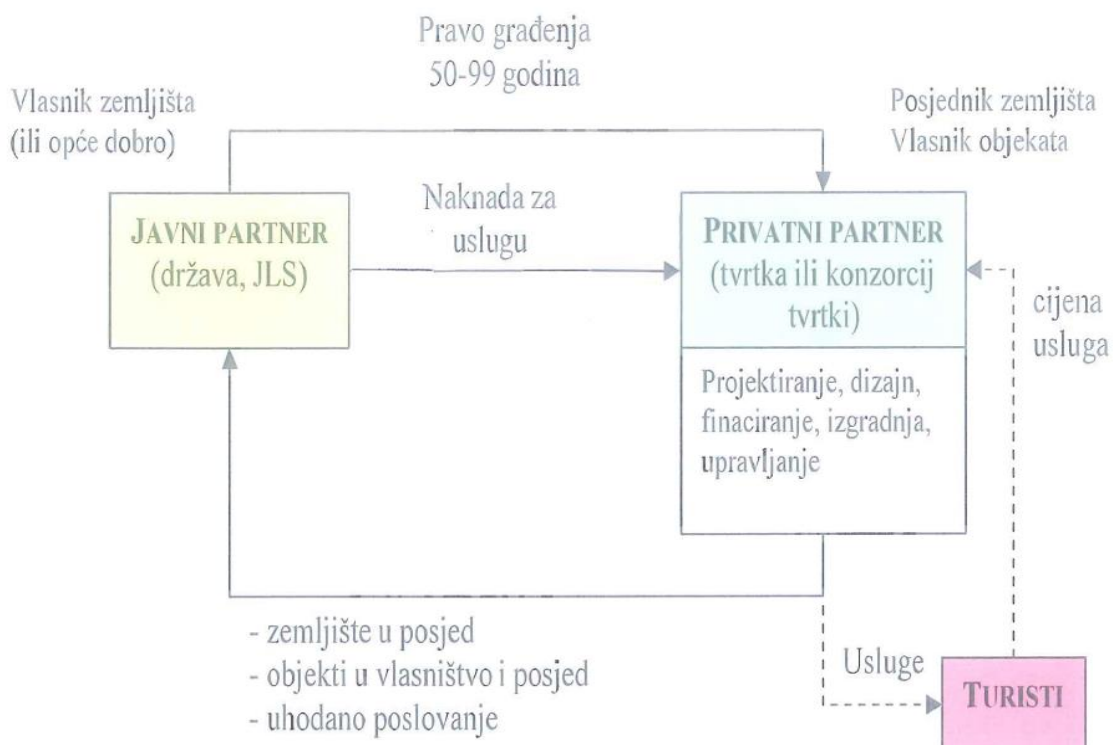 Pravo građenja
50-99 godina
Vlasnik zemljišta
(ili opće dobro)
Posjednik zemljišta
Vlasnik objekata
JAVNI PARTNER
(država, JLS)
Naknada za
uslugu
PRIVATNI PARTNER
(tvrtka ili konzorcij
tvrtki)
cijena
usluga
Projektiranje, dizajn,
finaciranje, izgradnja,
upravljanje
- zemljište u posjed
- objekti u vlasništvo i posjed
- uhodano poslovanje
Usluge
TURISTI